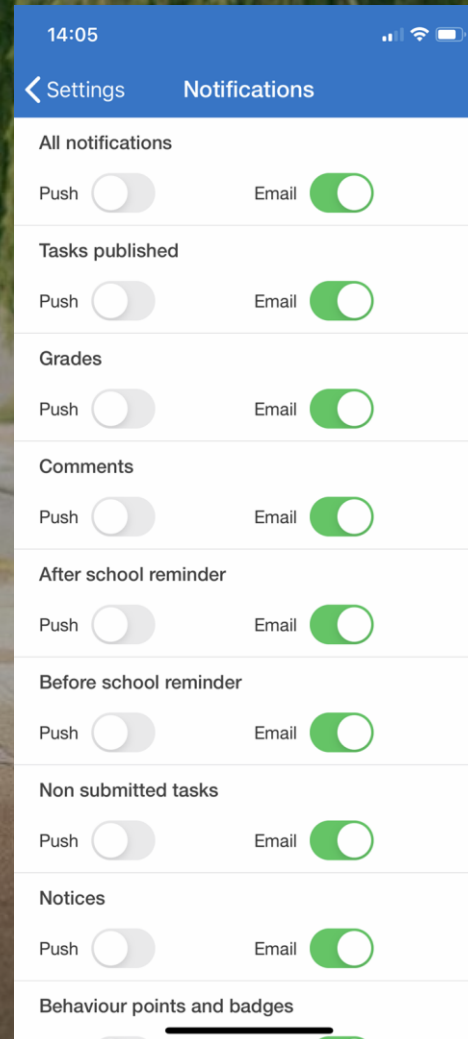 14:05
Settings Notifications
All notifications
Push Email
Tasks published
Push Email
Grades
Push Email
Comments
Push Email
After school reminder
Push Email
Before school reminder
Push Email
Non submitted tasks
Push Email
Notices
Push Email
Behaviour points and badges